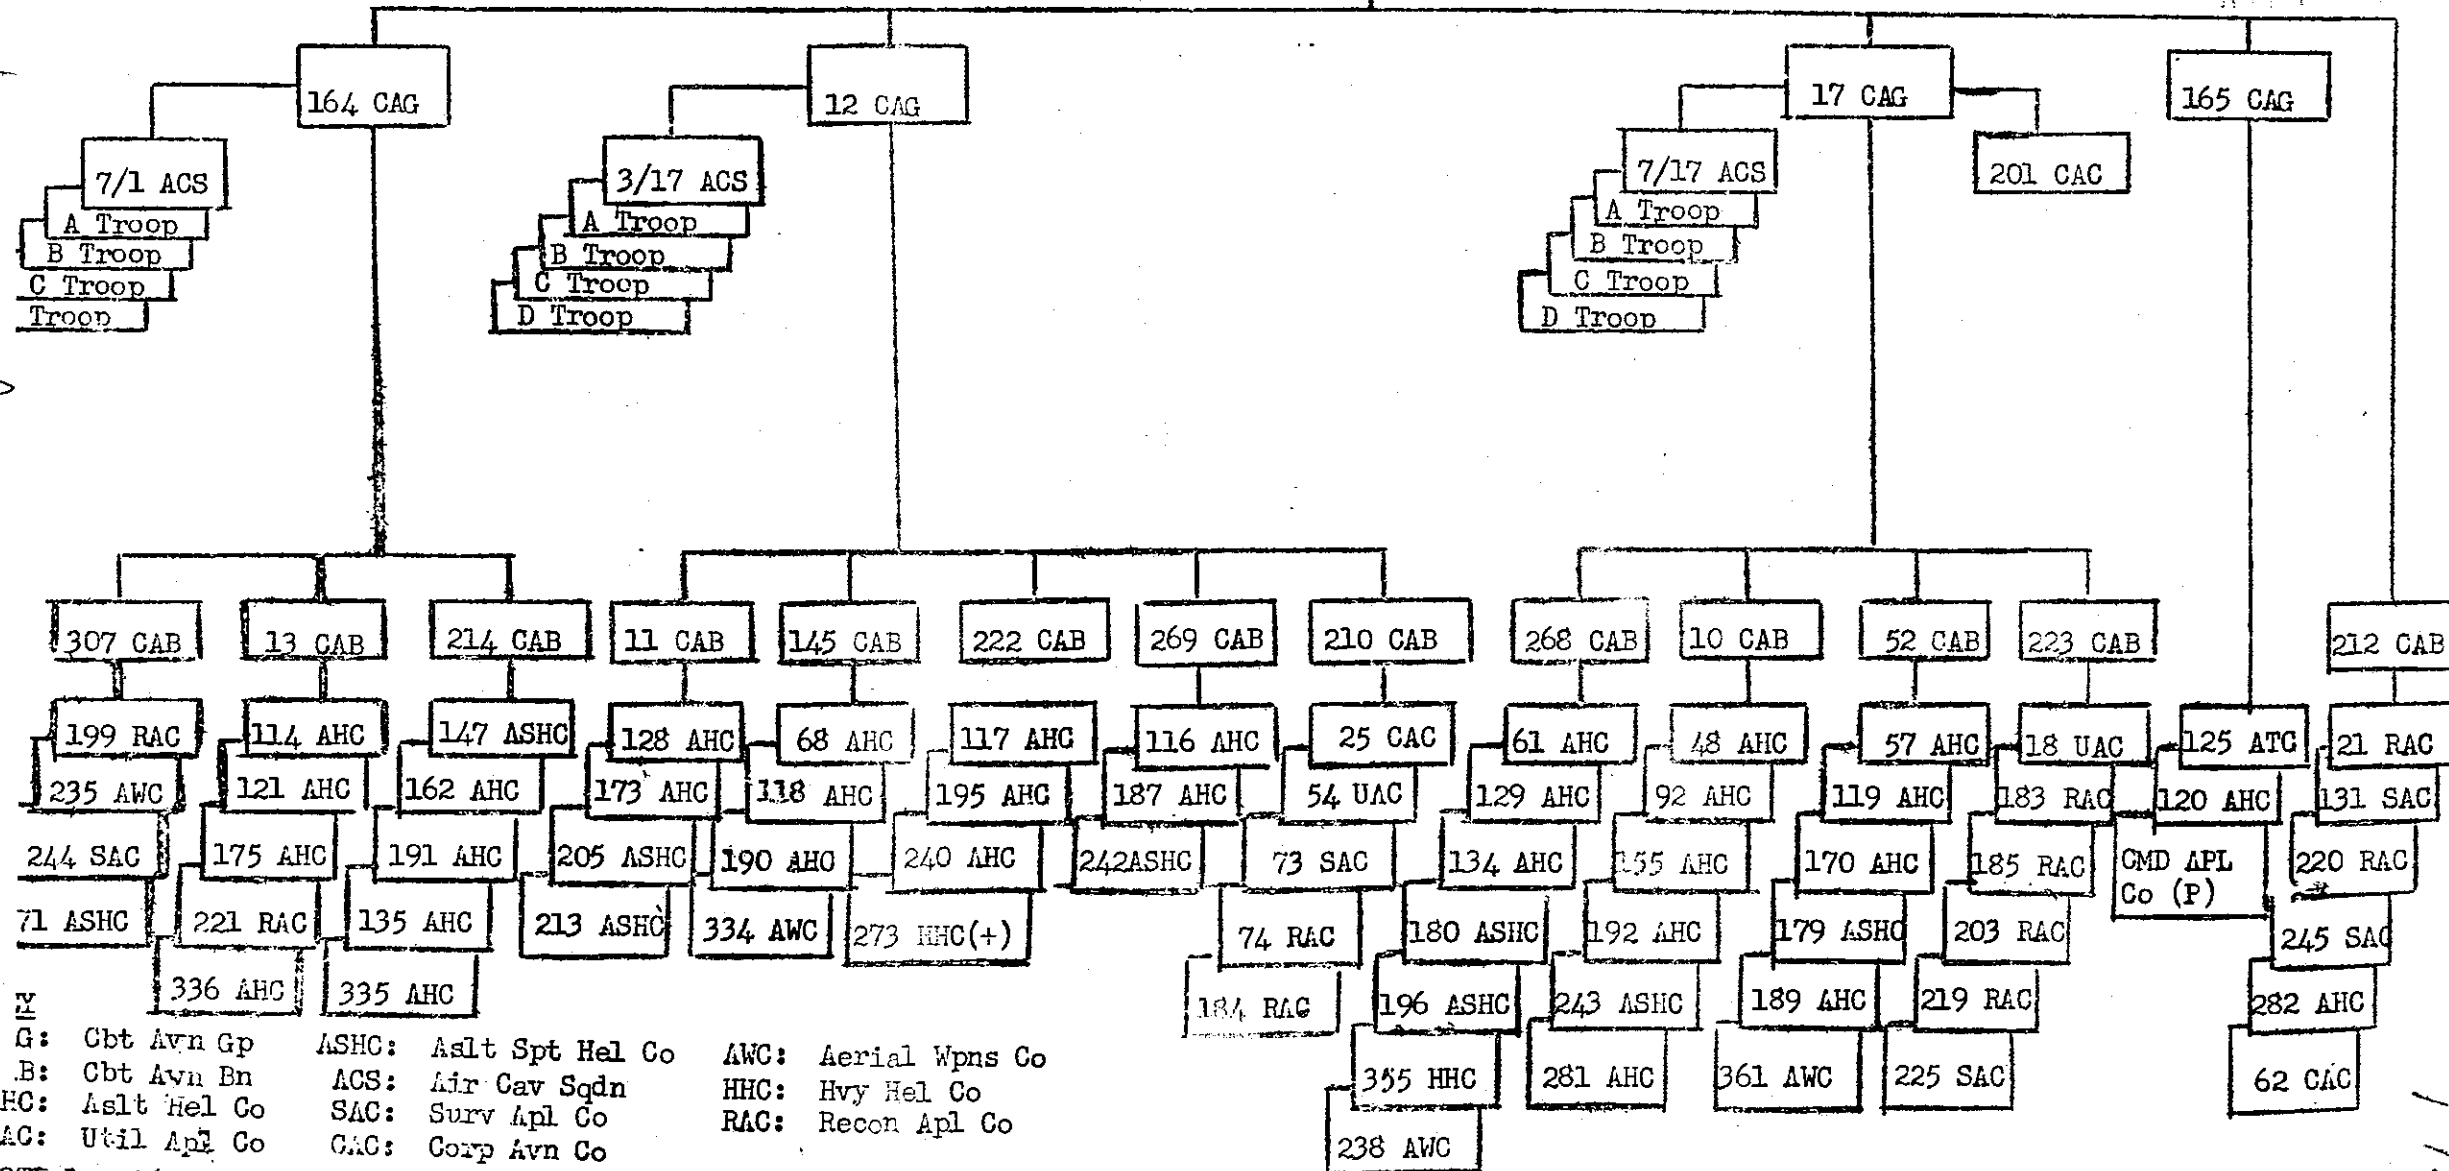 164 CAG
12 CAG
17 CAG
165 CAG
7/1 ACS
A Troop
B Troop
C Troop
Troop
3/17 ACS
A Troop
B Troop
C Troop
D Troop
7/17 ACS
A Troop
B Troop
C Troop
D Troop
201 CAC
307 CAB
13 CAB
214 CAB
11 CAB
145 CAB
222 CAB
269 CAB
210 CAB
268 CAB
10 CAB
52 CAB
223 CAB
212 CAB
199 RAC
235 AWC
244 SAC
71 ASHC
114 AHC
121 AHC
175 AHC
221 RAC
336 AHC
147 ASHC
162 AHC
191 AHC
135 AHC
335 AHC
128 AHC
173 AHC
205 ASHC
213 ASHC
68 AHC
118 AHC
190 AHC
334 AWC
117 AHC
195 AHC
240 AHC
273 HHC(+)
116 AHC
187 AHC
242ASHC
25 CAC
54 UAC
73 SAC
74 RAC
184 RAC
61 AHC
129 AHC
134 AHC
180 ASHC
196 ASHC
355 HHC
238 AWC
48 AHC
92 AHC
155 AHC
192 AHC
243 ASHC
281 AHC
57 AHC
119 AHC
170 AHC
179 ASHC
189 AHC
361 AWC
18 UAC
183 RAC
185 RAC
203 RAC
219 RAC
225 SAC
125 ATC
120 AHC
CMD APL
Co (P)
21 RAC
131 SAC
220 RAC
245 SAC
282 AHC
62 CAC
G: Cbt Avn Gp ASHC: Aslt Spt Hel Co AWC: Aerial Wpns Co
B: Cbt Avn Bn ACS: Air Cav Sqdn HHC: Hvy Hel Co
HC: Aslt Hel Co SAC: Surv Apl Co RAC: Recon Apl Co
AC: Util Apl Co CAC: Corp Avn Co